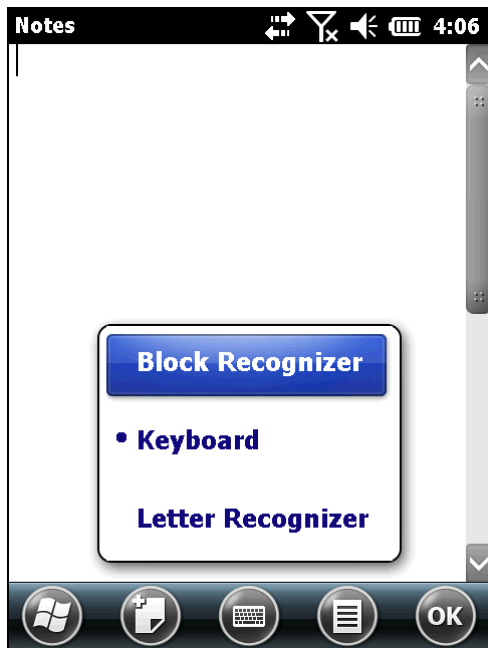 Notes 4:06
Block Recognizer
• Keyboard
Letter Recognizer
OK